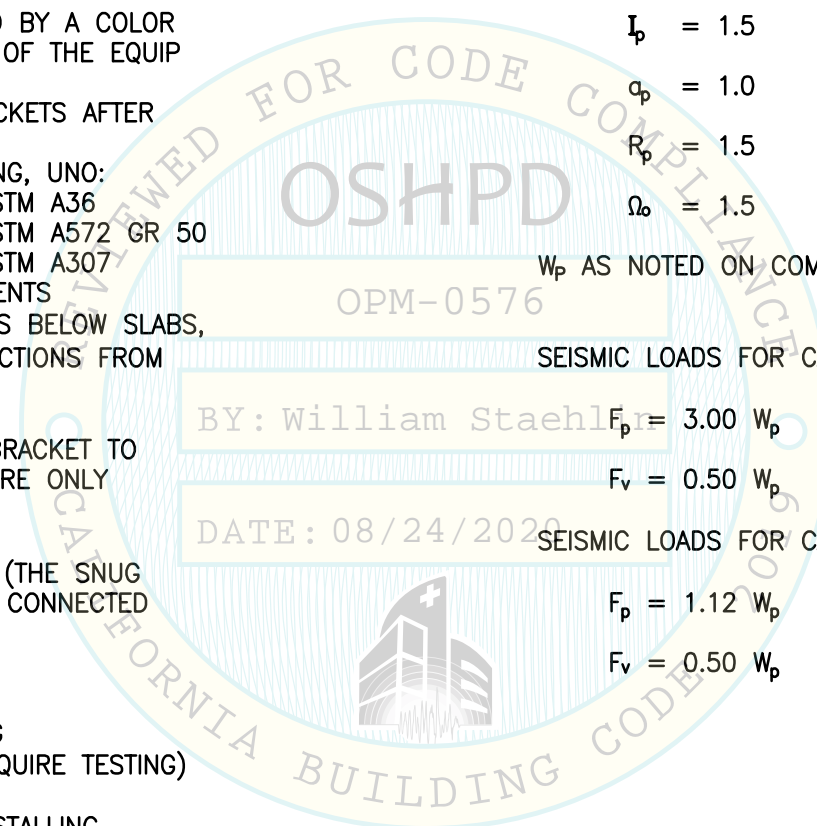 D BY A COLOR
OF THE EQUIP
CKETS AFTER
NG, UNO:
STM A36
STM A572 GR 50
STM A307
ENTS
S BELOW SLABS,
CTIONS FROM
BRACKET TO
RE ONLY
(THE SNUG
CONNECTED
G
QUIRE TESTING)
STALLING
Ip = 1.5
ap = 1.0
Rp = 1.5
Ωo = 1.5
Wp AS NOTED ON COM
SEISMIC LOADS FOR C
Fp = 3.00 Wp
Fv = 0.50 Wp
SEISMIC LOADS FOR C
Fp = 1.12 Wp
Fv = 0.50 Wp
REVIEWED FOR CODE COMPLIANCE
OSHPD
OPM-0576
BY: William Staehlin
DATE: 08/24/2020
CALIFORNIA BUILDING CODE 2019